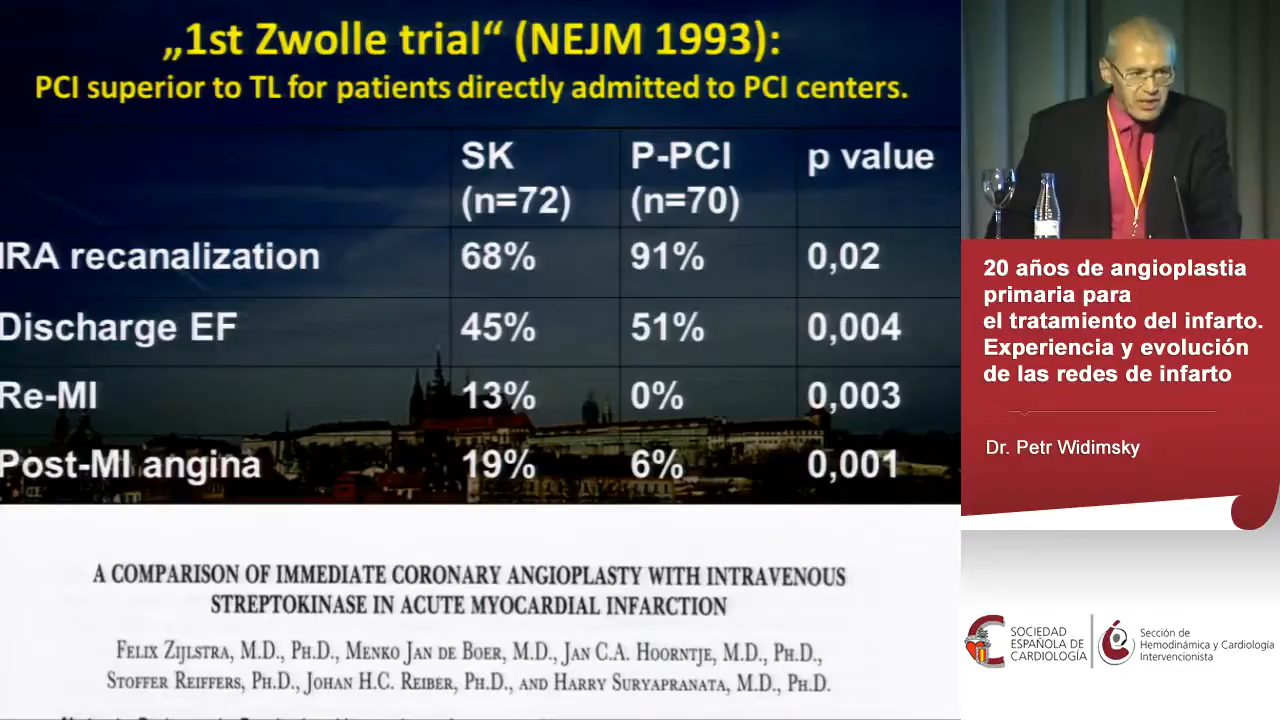 „1st Zwolle trial“ (NEJM 1993):
PCI superior to TL for patients directly admitted to PCI centers.
SK (n=72) P-PCI (n=70) p value
IRA recanalization 68% 91% 0,02
Discharge EF 45% 51% 0,004
Re-MI 13% 0% 0,003
Post-MI angina 19% 6% 0,001
A COMPARISON OF IMMEDIATE CORONARY ANGIOPLASTY WITH INTRAVENOUS
STREPTOKINASE IN ACUTE MYOCARDIAL INFARCTION
FELIX ZIJLSTRA, M.D., PH.D., MENKO JAN DE BOER, M.D., JAN C.A. HOORNTJE, M.D., PH.D.,
STOFFER REIFFERS, PH.D., JOHAN H.C. REIBER, PH.D., AND HARRY SURYAPRANATA, M.D., PH.D.
20 años de angioplastia
primaria para
el tratamiento del infarto.
Experiencia y evolución
de las redes de infarto
Dr. Petr Widimsky
SOCIEDAD
ESPAÑOLA DE
CARDIOLOGÍA
Sección de
Hemodinámica y Cardiología
Intervencionista